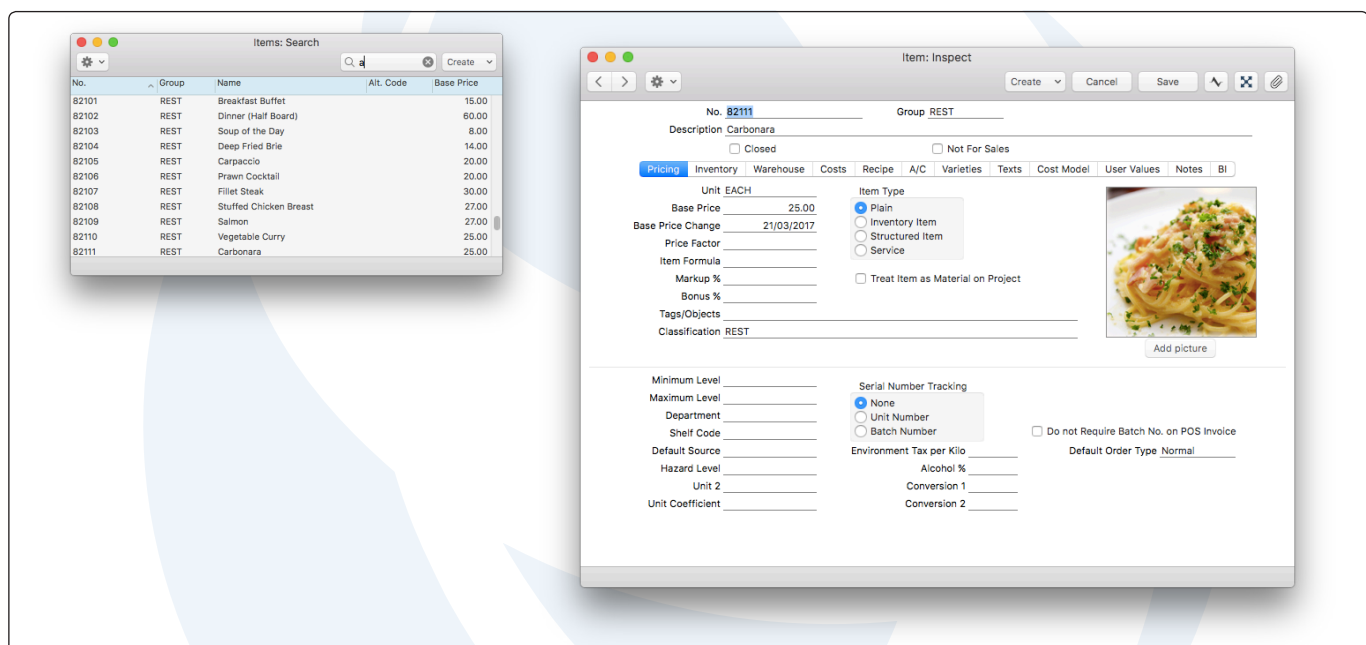 Items: Search
a
Create
No. Group Name Alt. Code Base Price
82101 REST Breakfast Buffet 15.00
82102 REST Dinner (Half Board) 60.00
82103 REST Soup of the Day 8.00
82104 REST Deep Fried Brie 14.00
82105 REST Carpaccio 20.00
82106 REST Prawn Cocktail 20.00
82107 REST Fillet Steak 30.00
82108 REST Stuffed Chicken Breast 27.00
82109 REST Salmon 27.00
82110 REST Vegetable Curry 25.00
82111 REST Carbonara 25.00
Item: Inspect
Create Cancel Save
No. 82111 Group REST
Description Carbonara
Closed Not For Sales
Pricing Inventory Warehouse Costs Recipe A/C Varieties Texts Cost Model User Values Notes BI
Unit EACH Item Type
Base Price 25.00 Plain
Base Price Change 21/03/2017 Inventory Item
Price Factor Structured Item
Item Formula Service
Markup % Treat Item as Material on Project
Bonus %
Tags/Objects
Classification REST
Add picture
Minimum Level Serial Number Tracking
Maximum Level None
Department Unit Number
Shelf Code Batch Number Do not Require Batch No. on POS Invoice
Default Source Environment Tax per Kilo Default Order Type Normal
Hazard Level Alcohol %
Unit 2 Conversion 1
Unit Coefficient Conversion 2